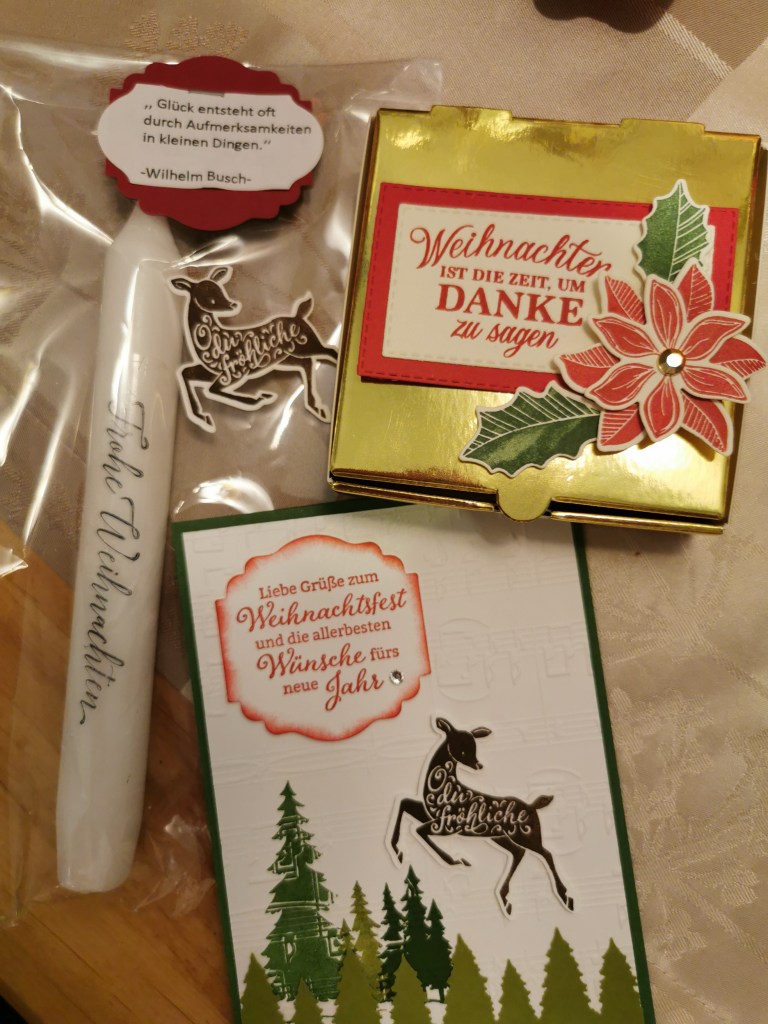 „ Glück entsteht oft
durch Aufmerksamkeiten
in kleinen Dingen.”
-Wilhelm Busch-
O du
fröhliche
Frohe Weihnachten
Weihnachten
IST DIE ZEIT, UM
DANKE
zu sagen
Liebe Grüße zum
Weihnachtsfest
und die allerbesten
Wünsche fürs
neue Jahr
O
du
fröhliche